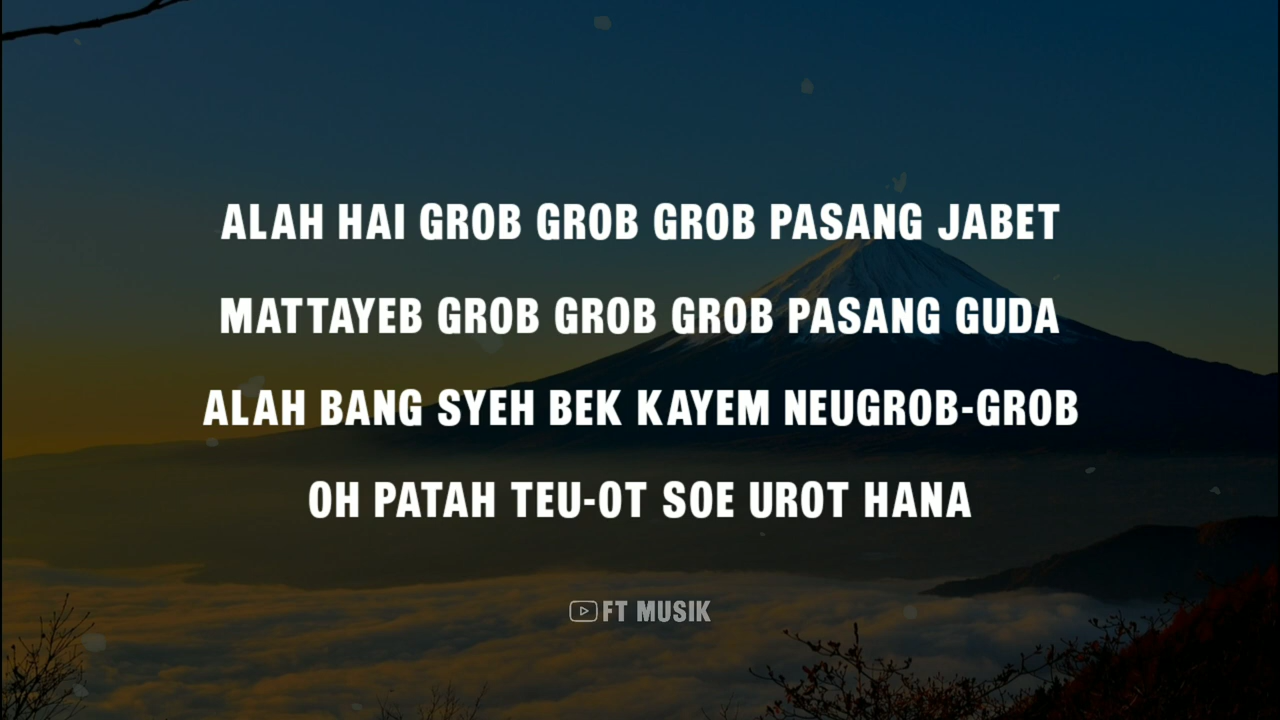 ALAH HAI GROB GROB GROB PASANG JABET
MATTAYEB GROB GROB GROB PASANG GUDA
ALAH BANG SYEH BEK KAYEM NEUGROB-GROB
OH PATAH TEU-OT SOE UROT HANA
FT MUSIK